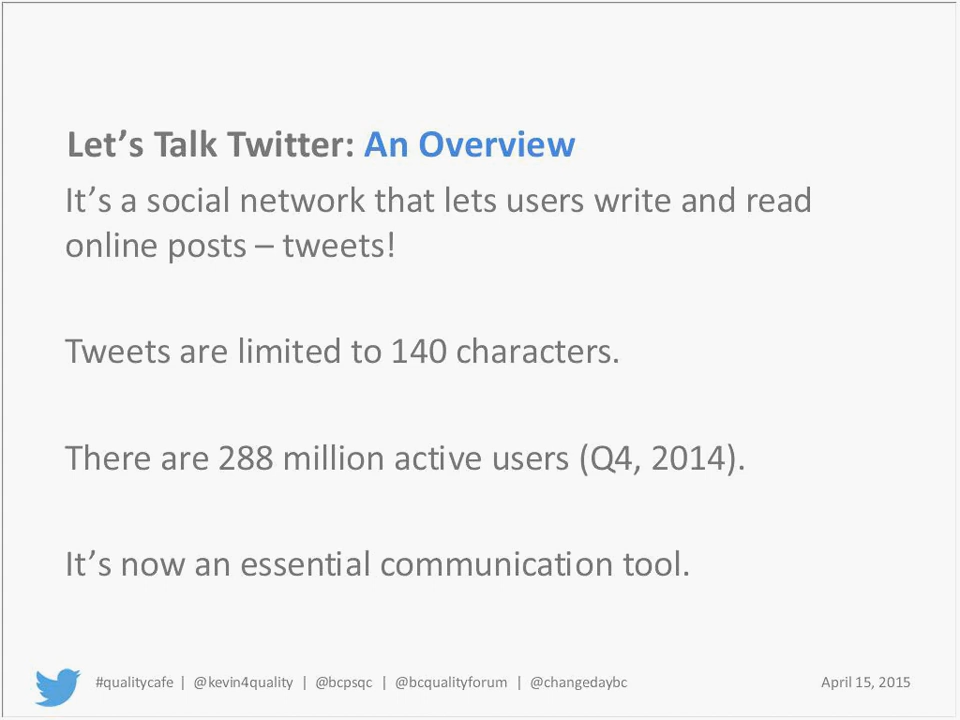 Let’s Talk Twitter: An Overview
It’s a social network that lets users write and read
online posts – tweets!
Tweets are limited to 140 characters.
There are 288 million active users (Q4, 2014).
It’s now an essential communication tool.
#qualitycafe | @kevin4quality | @bcpsqc | @bcqualityforum | @changedaybc April 15, 2015